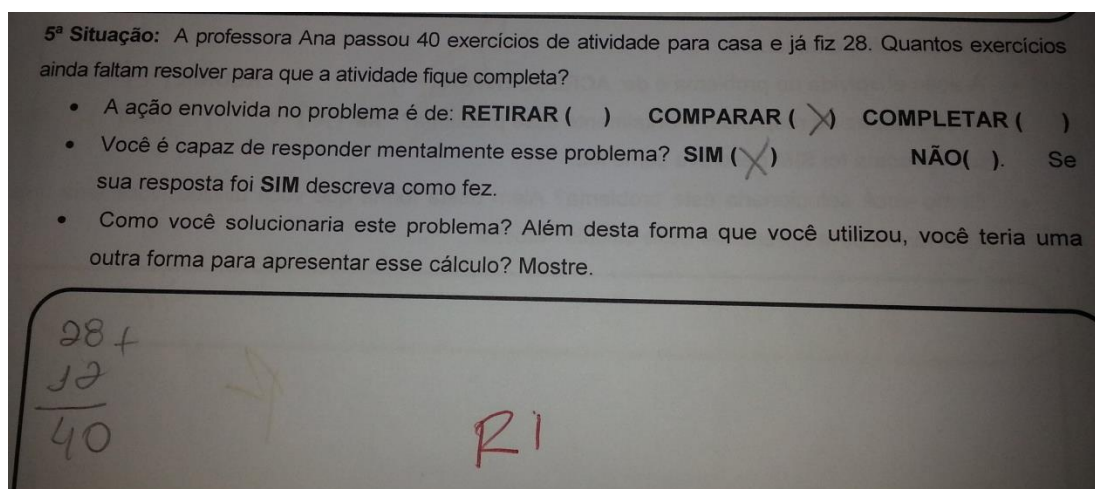 5ª Situação: A professora Ana passou 40 exercícios de atividade para casa e já fiz 28. Quantos exercícios
ainda faltam resolver para que a atividade fique completa?
• A ação envolvida no problema é de: RETIRAR ( ) COMPARAR ( X ) COMPLETAR ( )
• Você é capaz de responder mentalmente esse problema? SIM (X) NÃO( ). Se
sua resposta foi SIM descreva como fez.
• Como você solucionaria este problema? Além desta forma que você utilizou, você teria uma
outra forma para apresentar esse cálculo? Mostre.
28+
12
40
RI